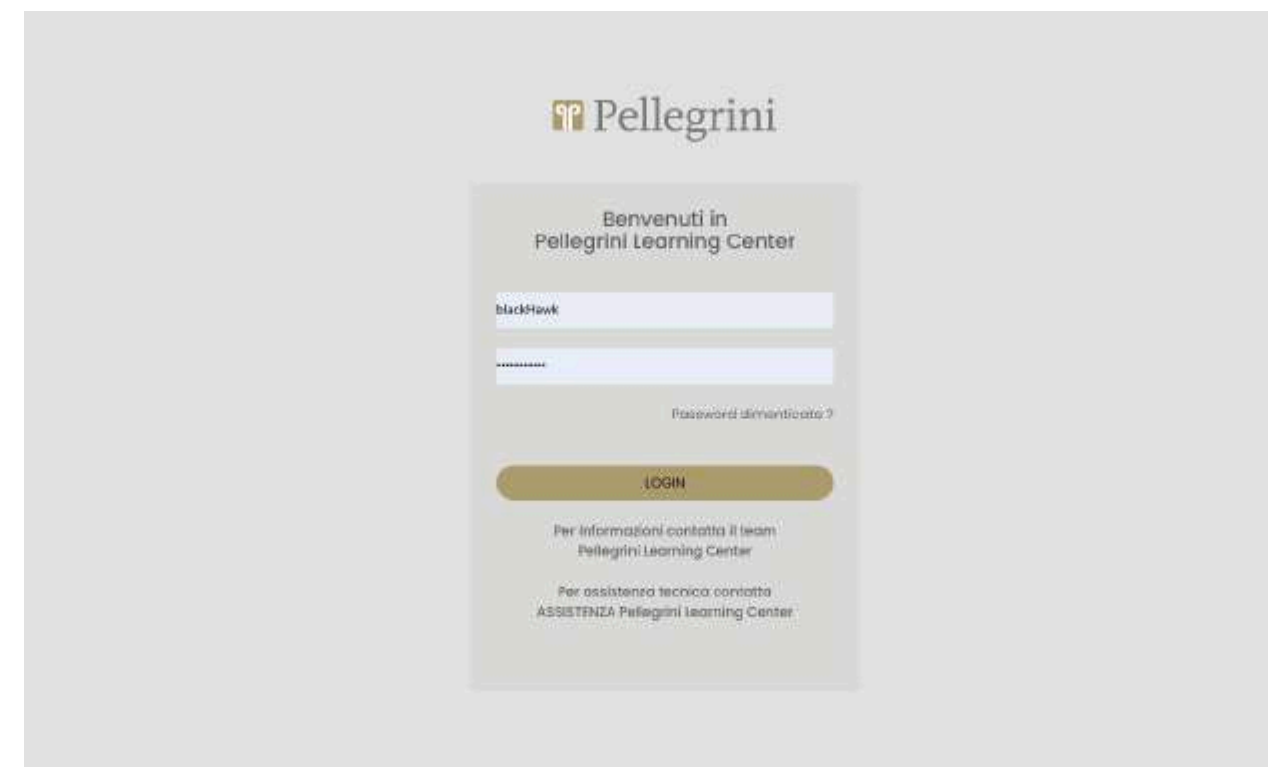 Pellegrini
Benvenuti in
Pellegrini Learning Center
blackHawk
Password dimenticata ?
LOGIN
Per informazioni contatta il team
Pellegrini Learning Center
Per assistenza tecnica contatta
ASSISTENZA Pellegrini Learning Center